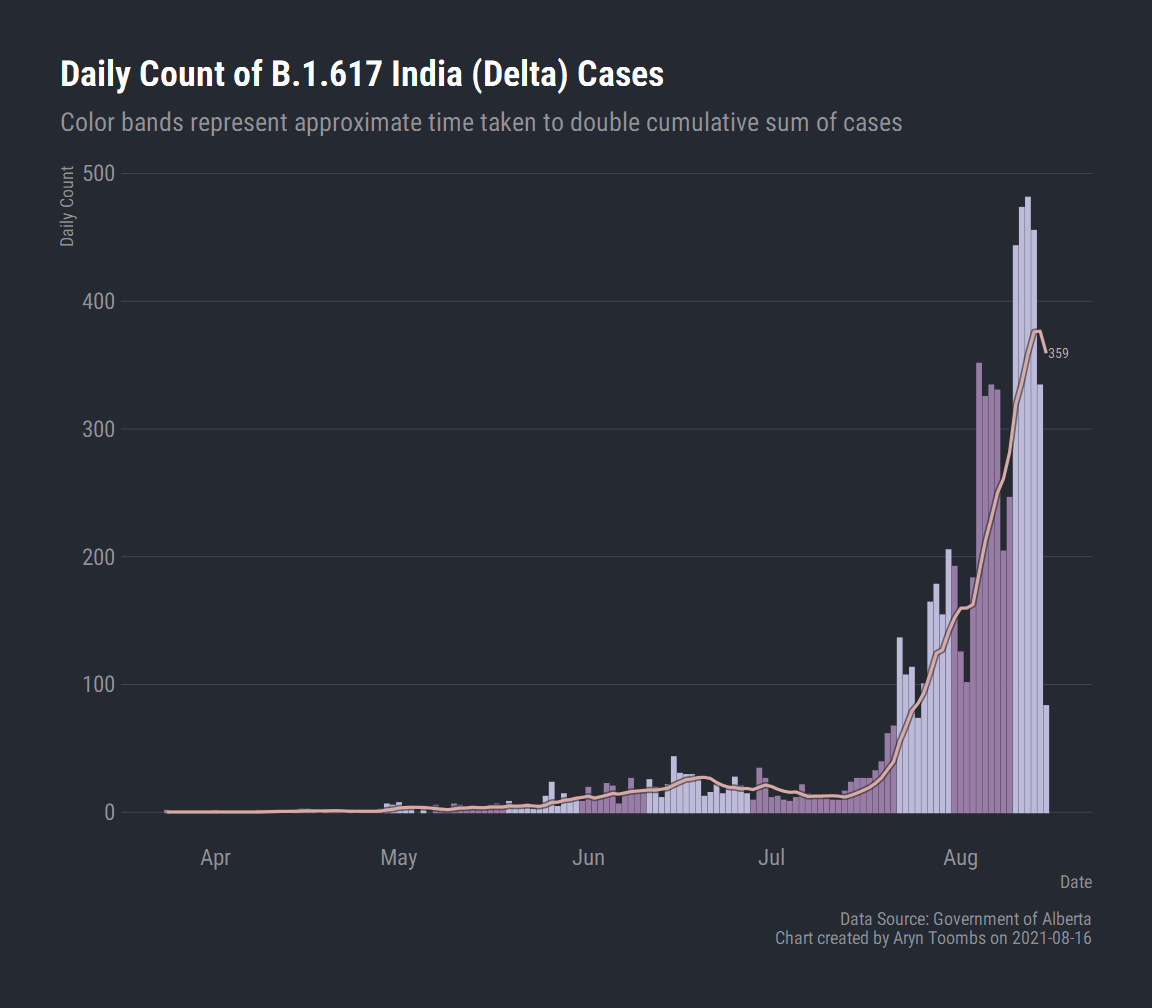 Daily Count of B.1.617 India (Delta) Cases
Color bands represent approximate time taken to double cumulative sum of cases
Daily Count
500
400
300
200
100
0
359
Apr May Jun Jul Aug
Date
Data Source: Government of Alberta
Chart created by Aryn Toombs on 2021-08-16